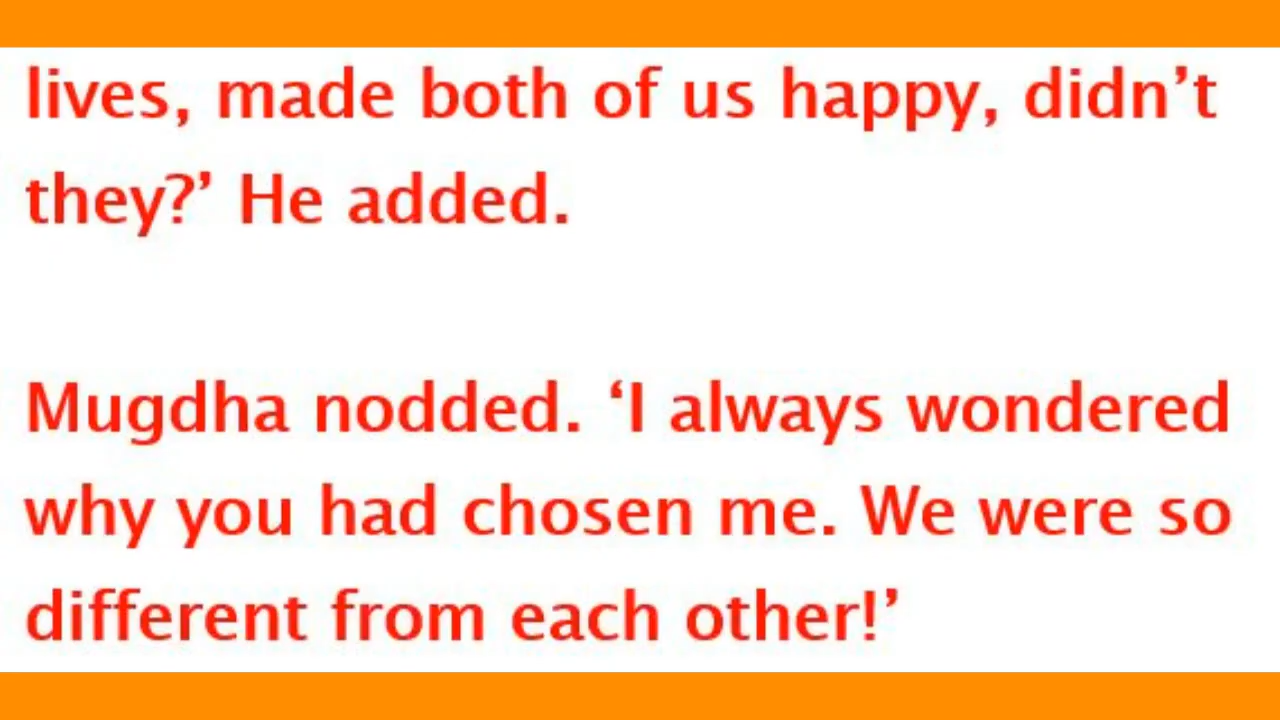 lives, made both of us happy, didn’t
they?’ He added.
Mugdha nodded. ‘I always wondered
why you had chosen me. We were so
different from each other!’